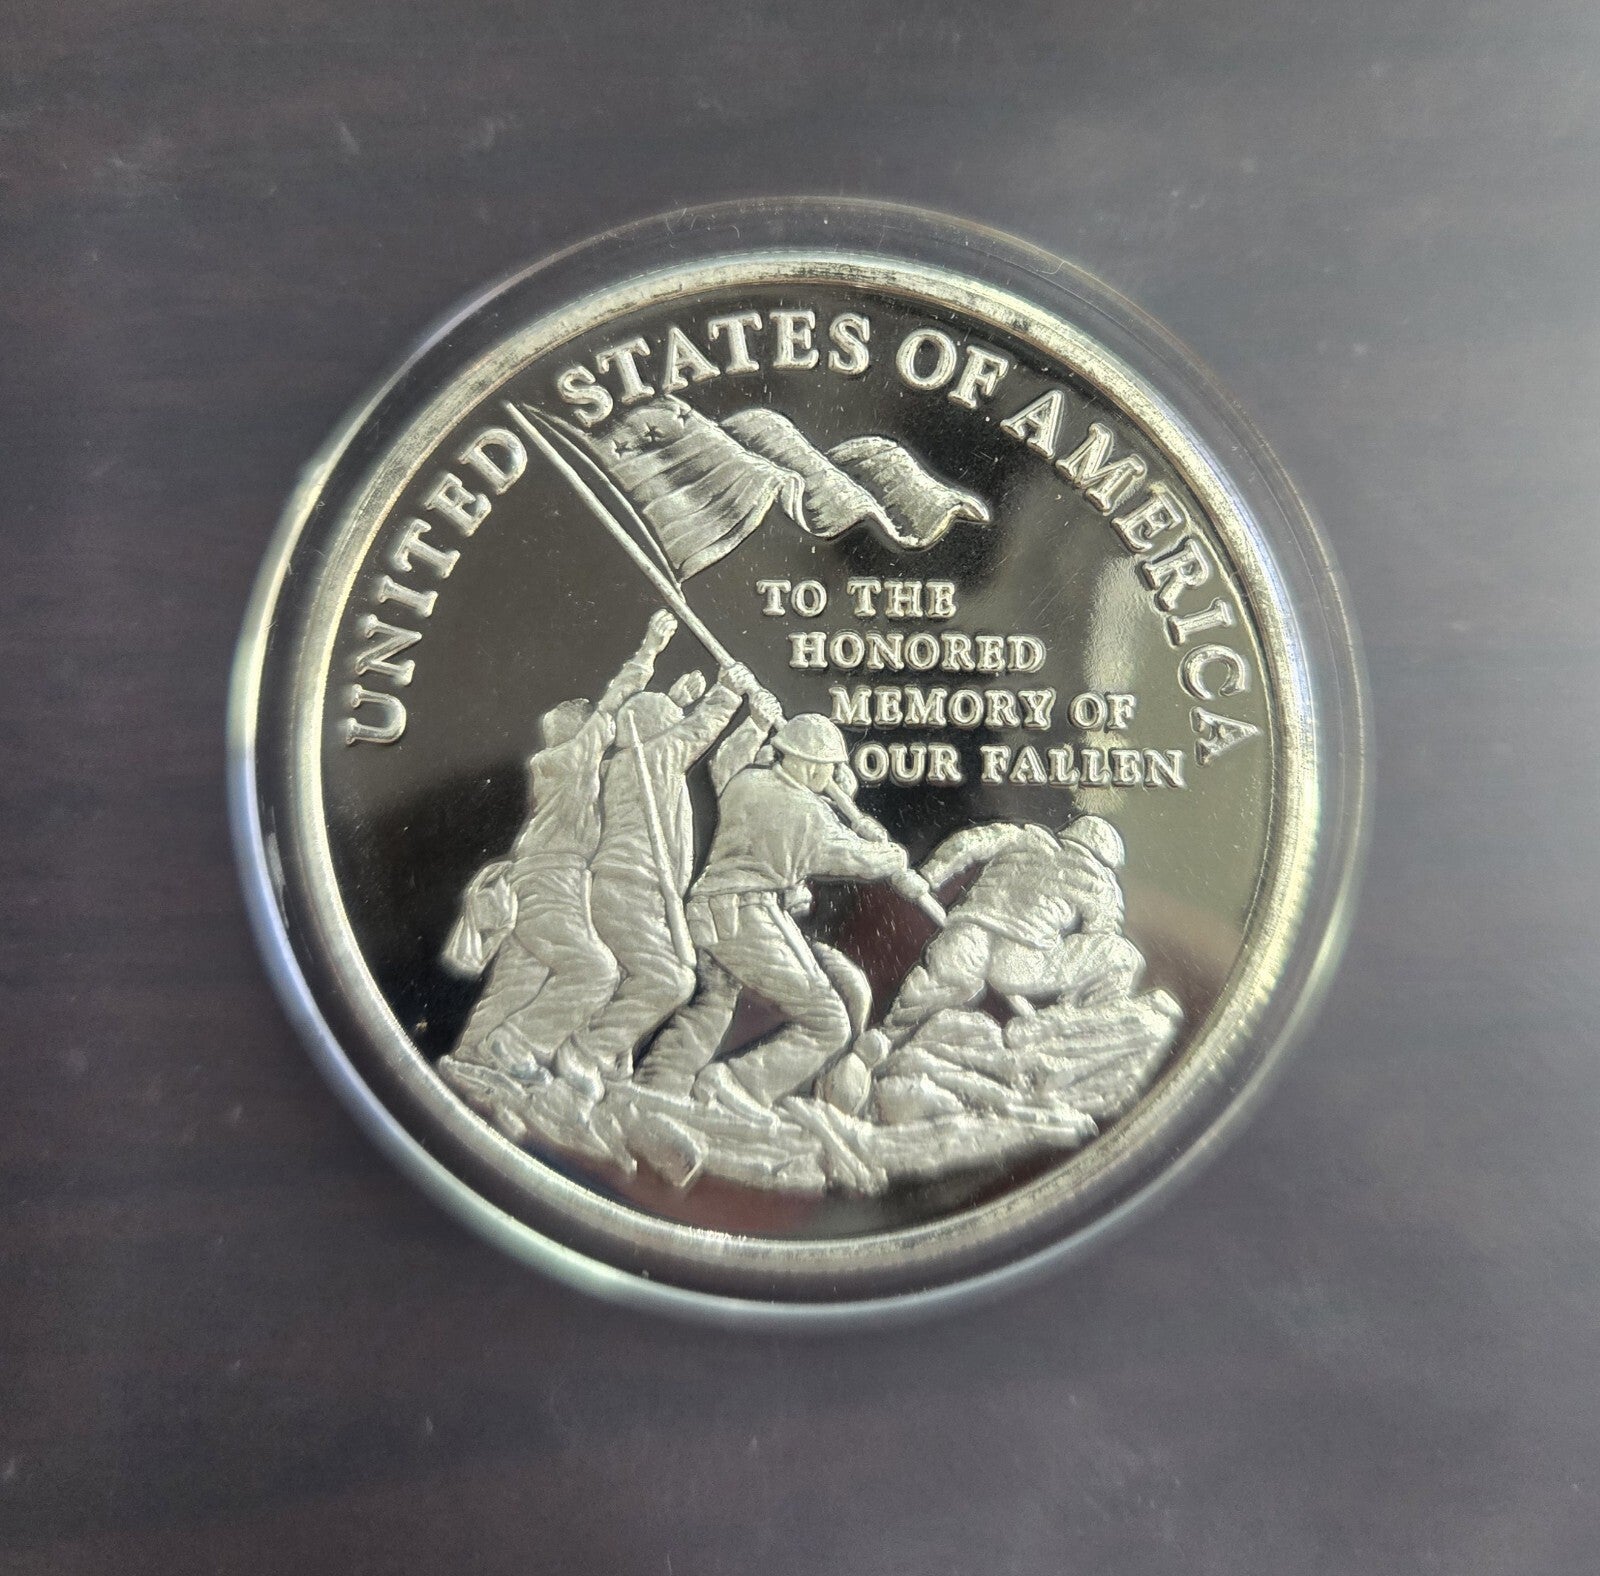 UNITED STATES OF AMERICA
TO THE
HONORED
MEMORY OF
OUR FALLEN